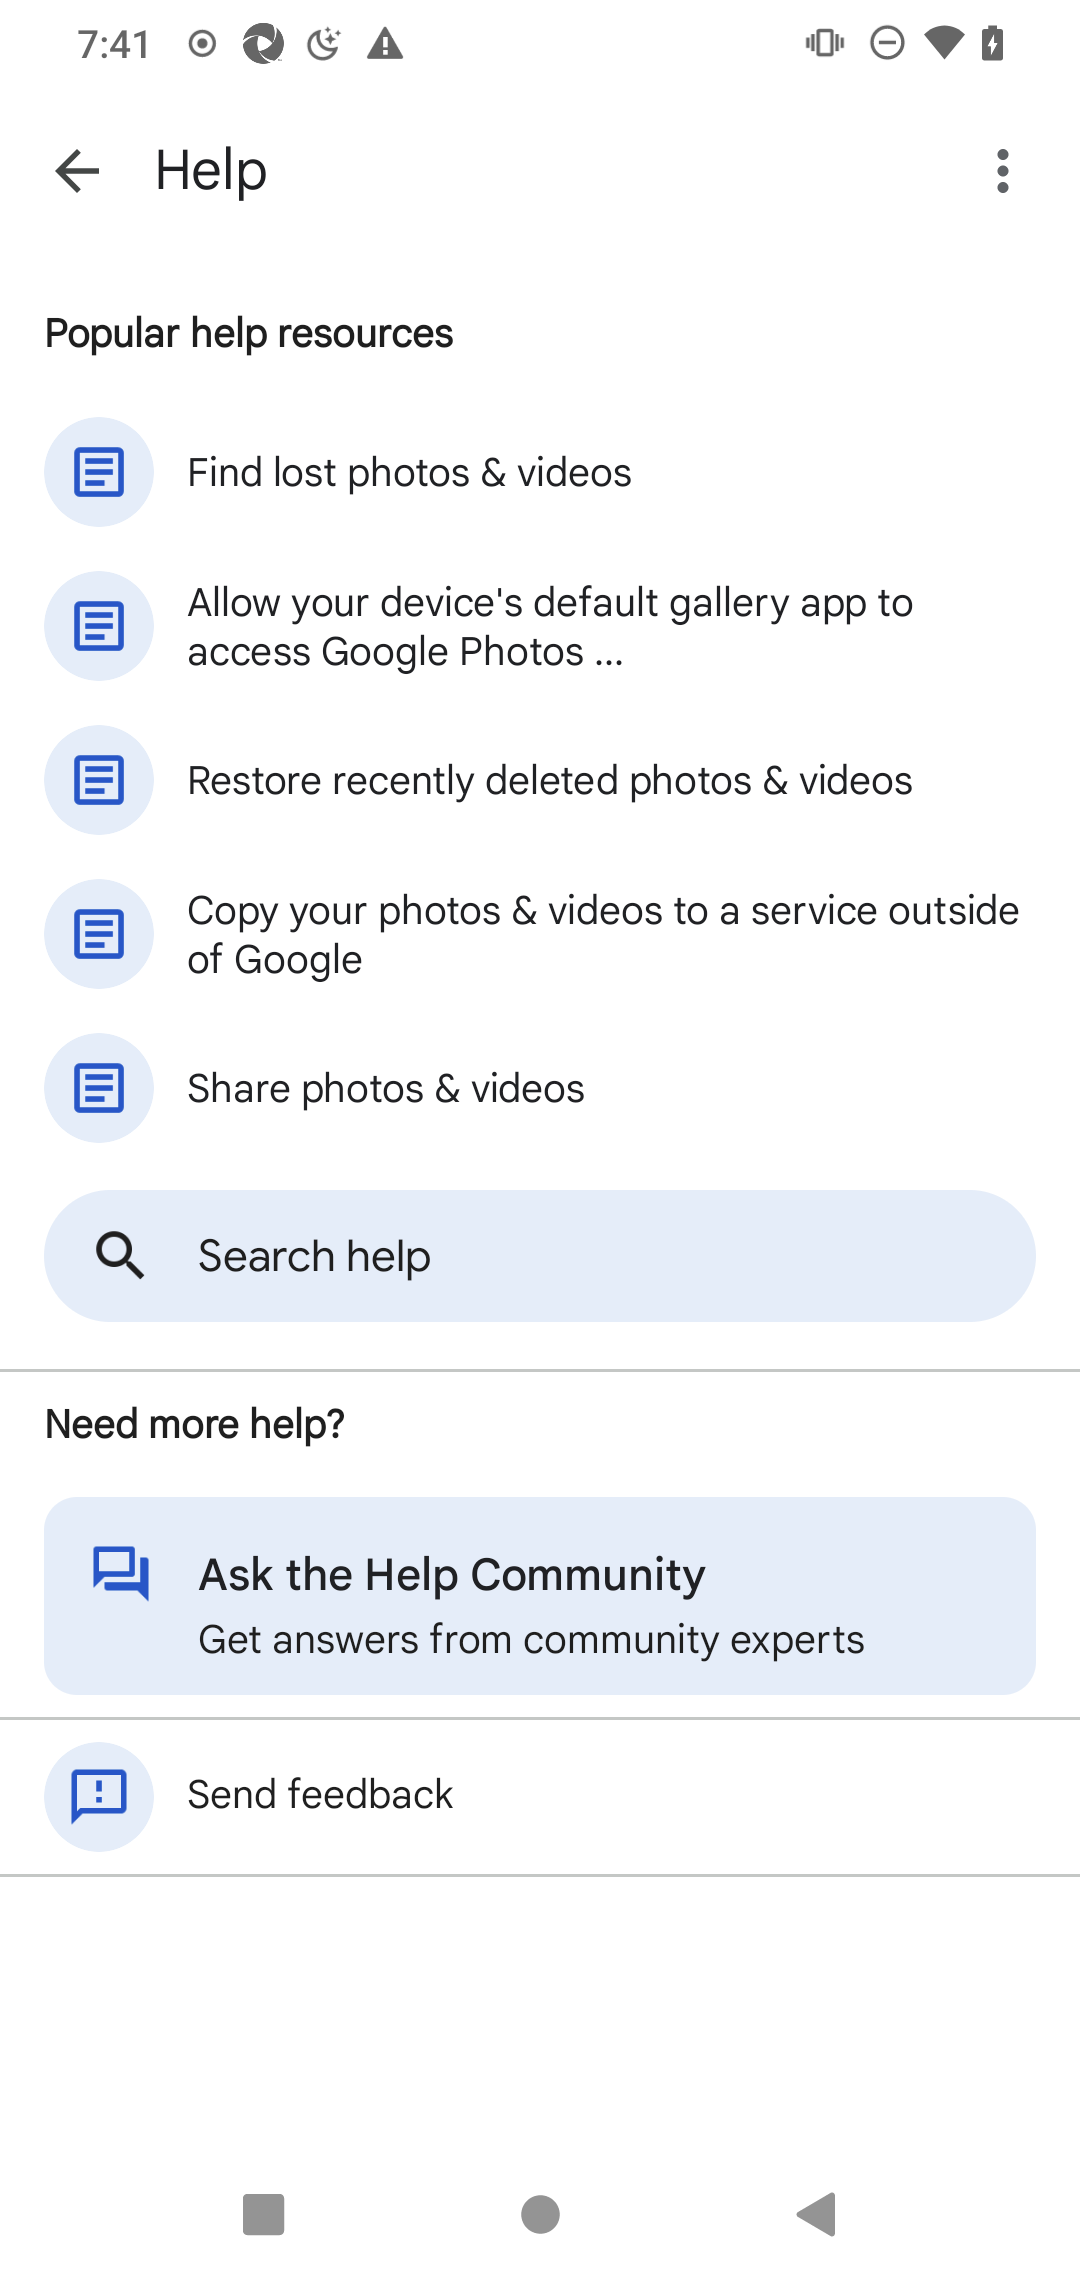 7:41
Help
Popular help resources
Find lost photos & videos
Allow your device's default gallery app to
access Google Photos ...
Restore recently deleted photos & videos
Copy your photos & videos to a service outside
of Google
Share photos & videos
Search help
Need more help?
Ask the Help Community
Get answers from community experts
Send feedback